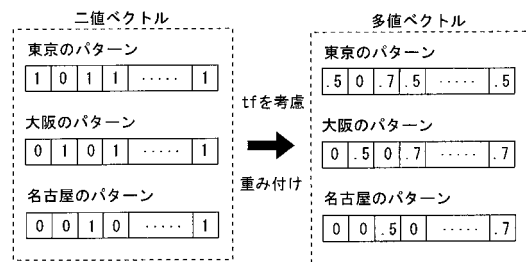 二値ベクトル
東京のパターン
1 0 1 1 ····· 1
大阪のパターン
0 1 0 1 ····· 1
名古屋のパターン
0 0 1 0 ····· 1
tfを考慮
重み付け
多値ベクトル
東京のパターン
.5 0 .7 .5 ····· .5
大阪のパターン
0 .5 0 .7 ····· .7
名古屋のパターン
0 0 .5 0 ····· .7